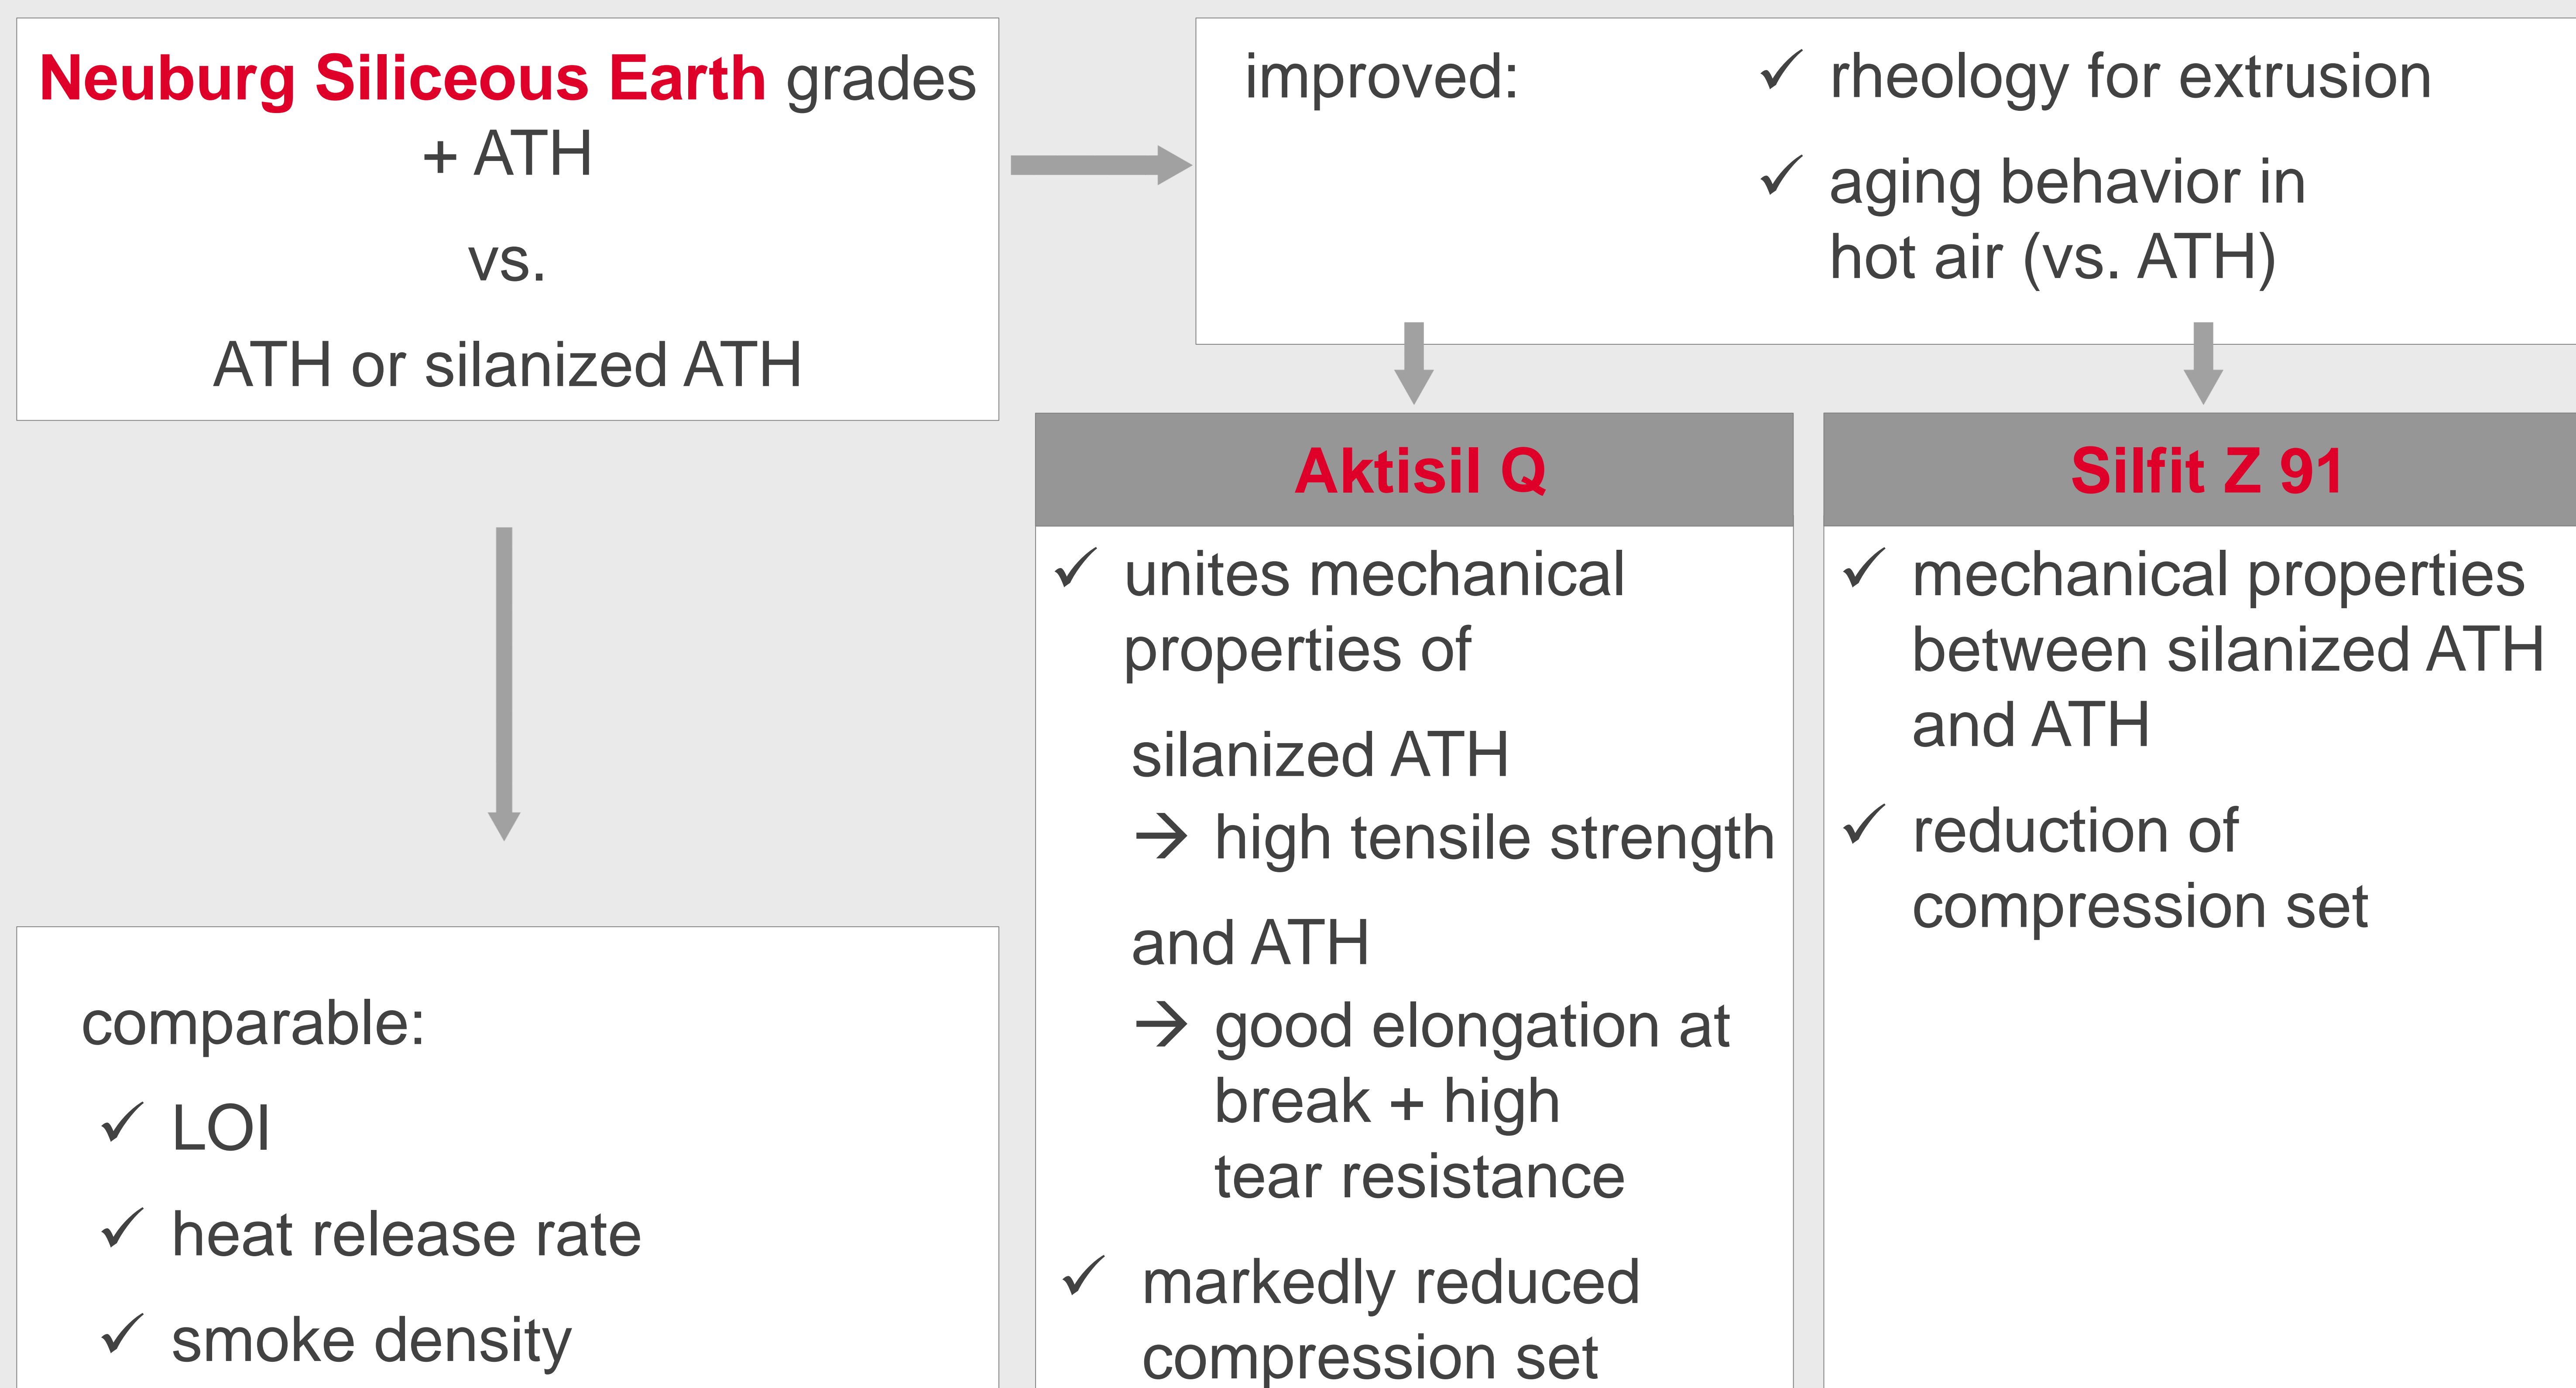 Neuburg Siliceous Earth grades
+ ATH
vs.
ATH or silanized ATH
improved:
✓ rheology for extrusion
✓ aging behavior in
hot air (vs. ATH)
Aktisil Q
✓ unites mechanical
properties of
silanized ATH
→ high tensile strength
and ATH
→ good elongation at
break + high
tear resistance
✓ markedly reduced
compression set
Silfit Z 91
✓ mechanical properties
between silanized ATH
and ATH
✓ reduction of
compression set
comparable:
✓ LOI
✓ heat release rate
✓ smoke density